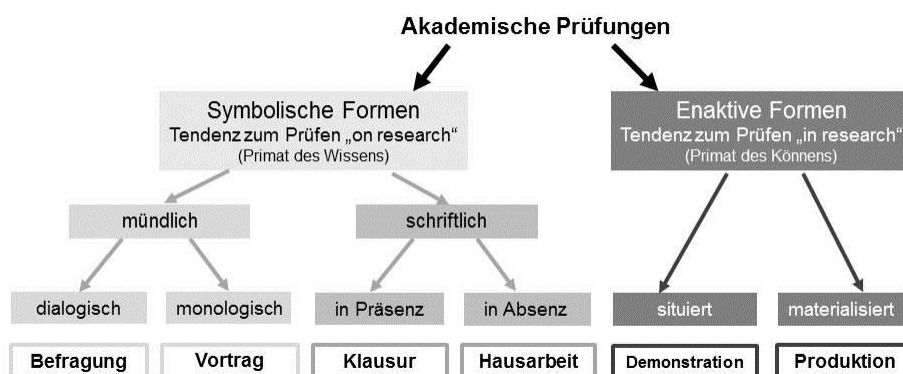 Akademische Prüfungen
Symbolische Formen
Tendenz zum Prüfen „on research“
(Primat des Wissens)
Enaktive Formen
Tendenz zum Prüfen „in research“
(Primat des Könnens)
mündlich
schriftlich
dialogisch
monologisch
in Präsenz
in Absenz
situiert
materialisiert
Befragung
Vortrag
Klausur
Hausarbeit
Demonstration
Produktion